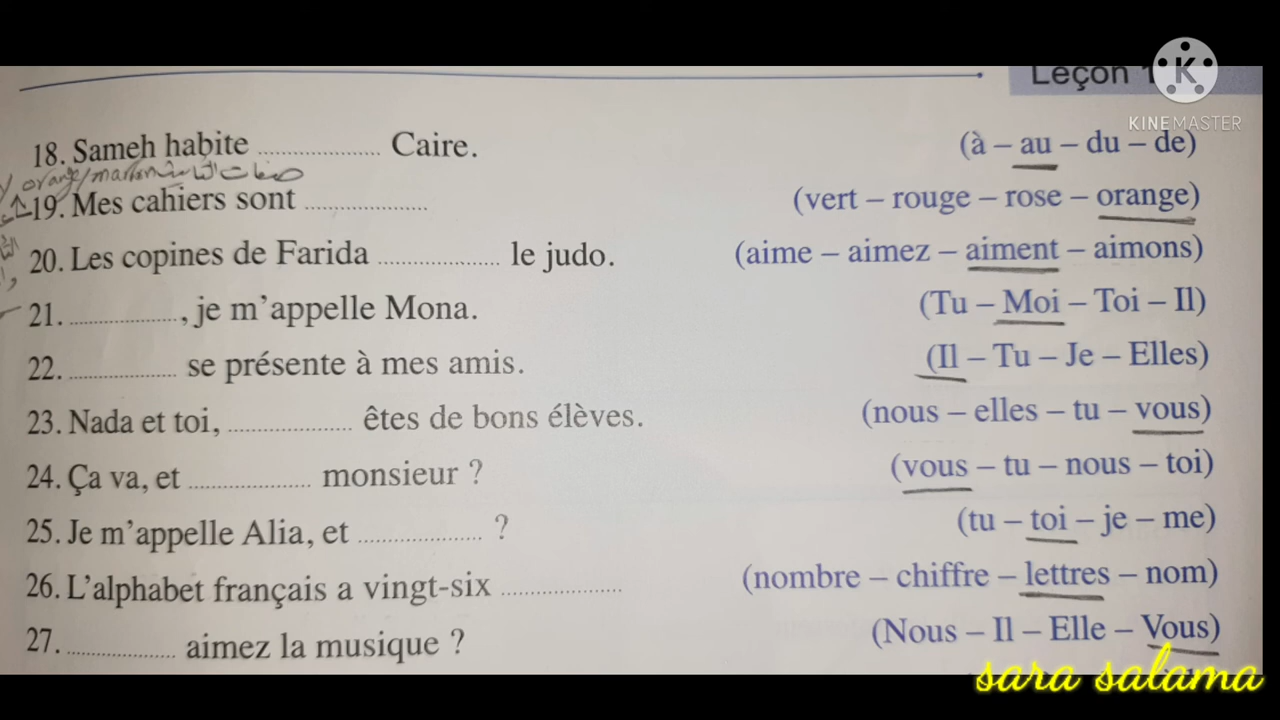 Leçon 1
KINEMASTER
18. Sameh habite .................... Caire. (à – au – du – de)
orange/marron
19. Mes cahiers sont .................... (vert – rouge – rose – orange)
20. Les copines de Farida .................... le judo. (aime – aimez – aiment – aimons)
21. .................... , je m'appelle Mona. (Tu – Moi – Toi – Il)
22. .................... se présente à mes amis. (Il – Tu – Je – Elles)
23. Nada et toi, .................... êtes de bons élèves. (nous – elles – tu – vous)
24. Ça va, et .................... monsieur ? (vous – tu – nous – toi)
25. Je m'appelle Alia, et .................... ? (tu – toi – je – me)
26. L'alphabet français a vingt-six .................... (nombre – chiffre – lettres – nom)
27. .................... aimez la musique ? (Nous – Il – Elle – Vous)
sara salama